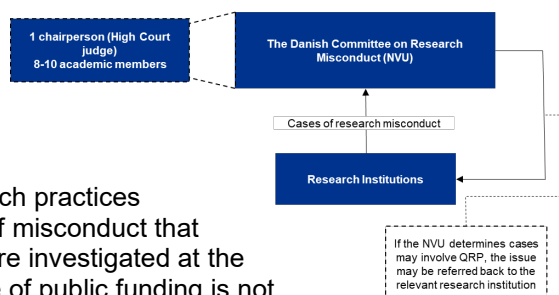 1 chairperson (High Court
judge)
8-10 academic members
The Danish Committee on Research
Misconduct (NVU)
Cases of research misconduct
Research Institutions
ch practices
f misconduct that
re investigated at the
e of public funding is not
If the NVU determines cases
may involve QRP, the issue
may be referred back to the
relevant research institution